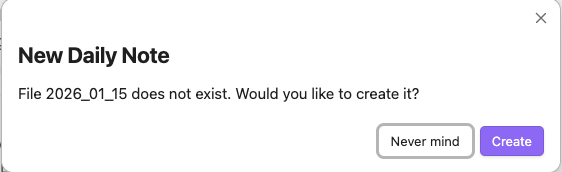 New Daily Note
File 2026_01_15 does not exist. Would you like to create it?
Never mind
Create